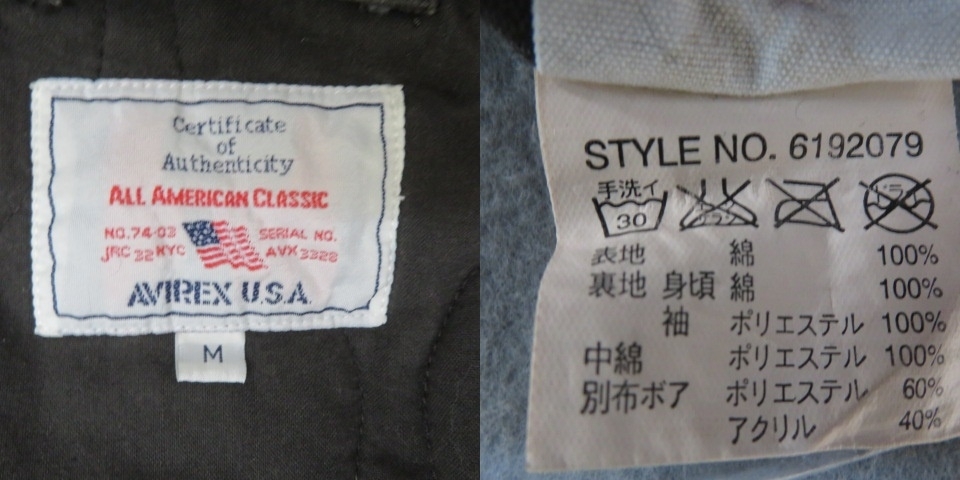 Certificate
of
Authenticity
ALL AMERICAN CLASSIC
NO.74-03
JRC 32 NYC
SERIAL NO.
AVX 3328
AVIREX U.S.A.
M
STYLE NO. 6192079
手洗イ
30
表地 綿 100%
裏地 身頃 綿 100%
袖 ポリエステル 100%
中綿 ポリエステル 100%
別布ボア ポリエステル 60%
アクリル 40%